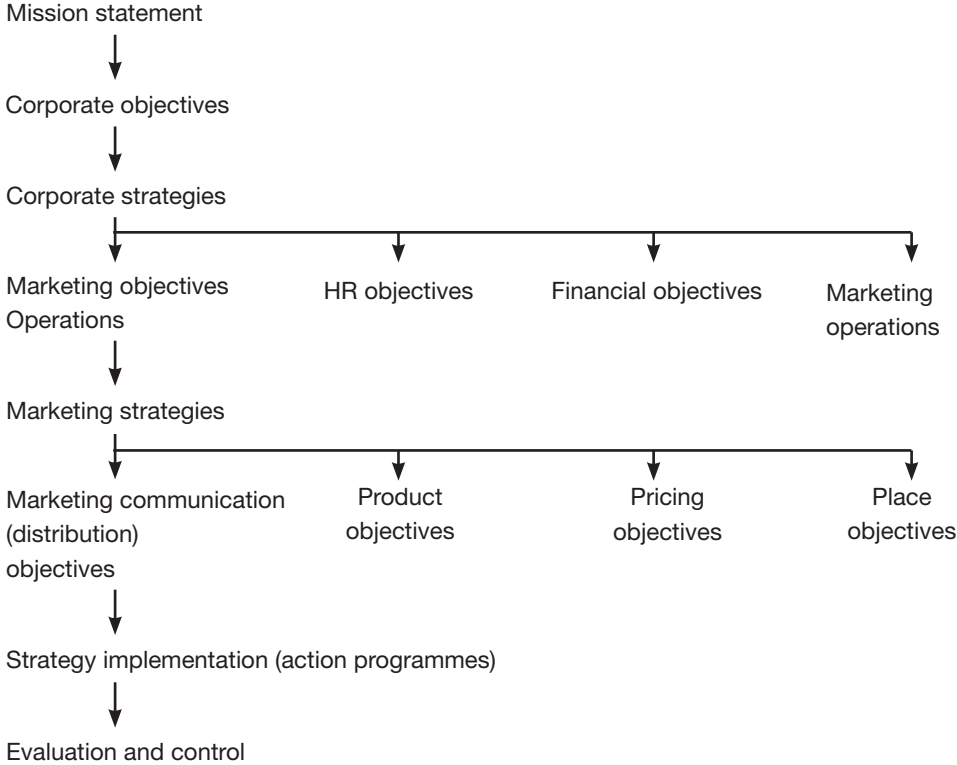 Mission statement
Corporate objectives
Corporate strategies
Marketing objectives
Operations
HR objectives
Financial objectives
Marketing
operations
Marketing strategies
Marketing communication
(distribution)
objectives
Product
objectives
Pricing
objectives
Place
objectives
Strategy implementation (action programmes)
Evaluation and control